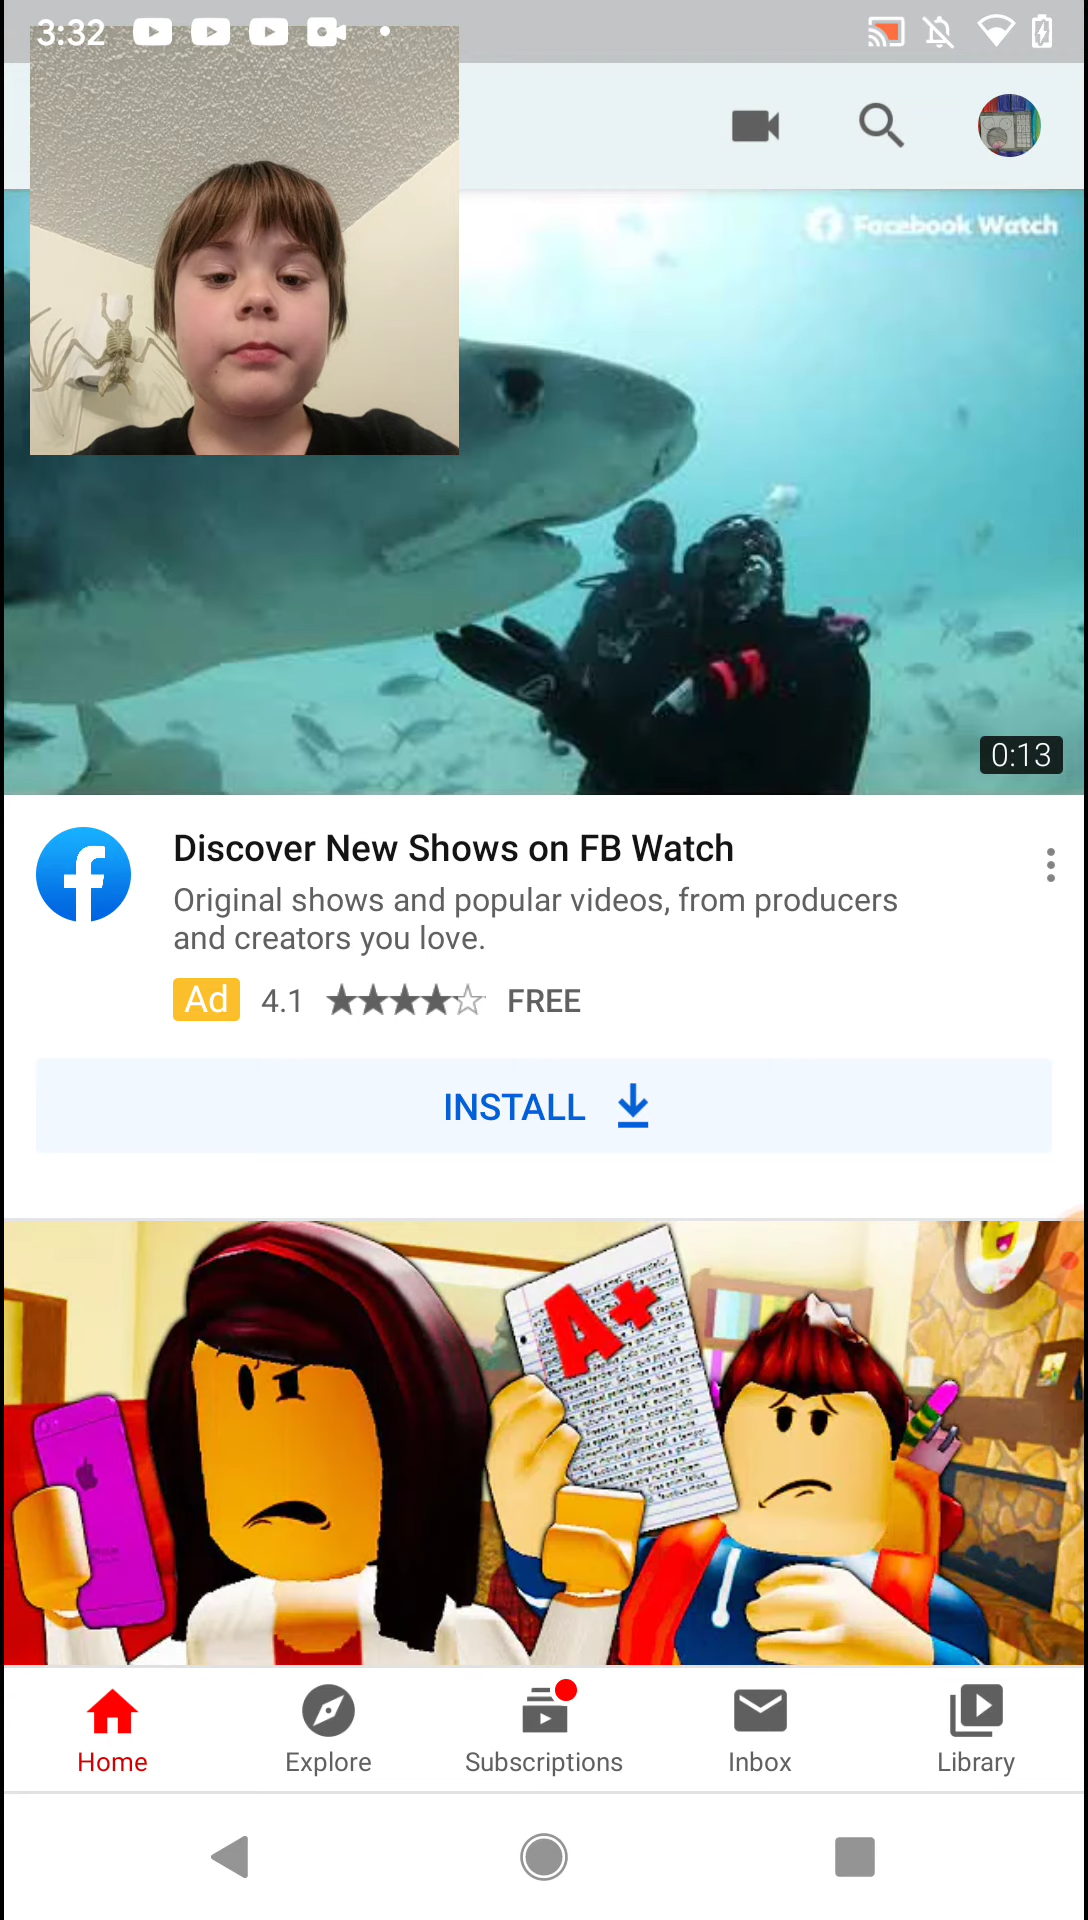 3:32
Facebook Watch
0:13
Discover New Shows on FB Watch
Original shows and popular videos, from producers
and creators you love.
Ad 4.1 FREE
INSTALL
A+
Home Explore Subscriptions Inbox Library